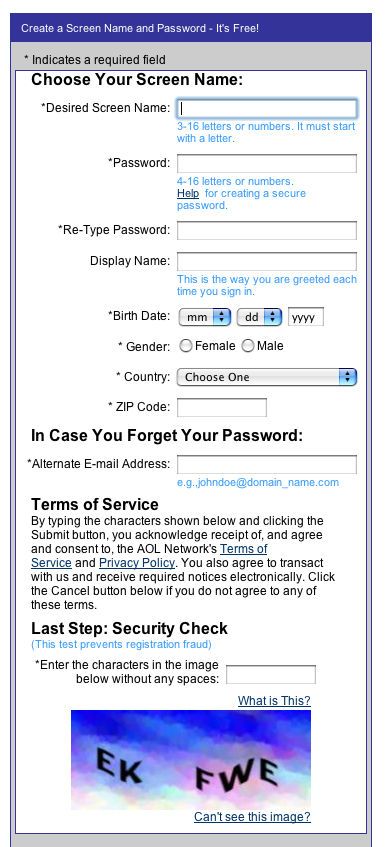 Create a Screen Name and Password - It's Free!
* Indicates a required field
Choose Your Screen Name:
*Desired Screen Name:
3-16 letters or numbers. It must start
with a letter.
*Password:
4-16 letters or numbers.
Help for creating a secure
password.
*Re-Type Password:
Display Name:
This is the way you are greeted each
time you sign in.
*Birth Date: mm dd yyyy
* Gender: Female Male
* Country: Choose One
* ZIP Code:
In Case You Forget Your Password:
*Alternate E-mail Address:
e.g.,johndoe@domain_name.com
Terms of Service
By typing the characters shown below and clicking the
Submit button, you acknowledge receipt of, and agree
and consent to, the AOL Network's Terms of
Service and Privacy Policy. You also agree to transact
with us and receive required notices electronically. Click
the Cancel button below if you do not agree to any of
these terms.
Last Step: Security Check
(This test prevents registration fraud)
*Enter the characters in the image
below without any spaces:
What is This?
EK FWE
Can't see this image?